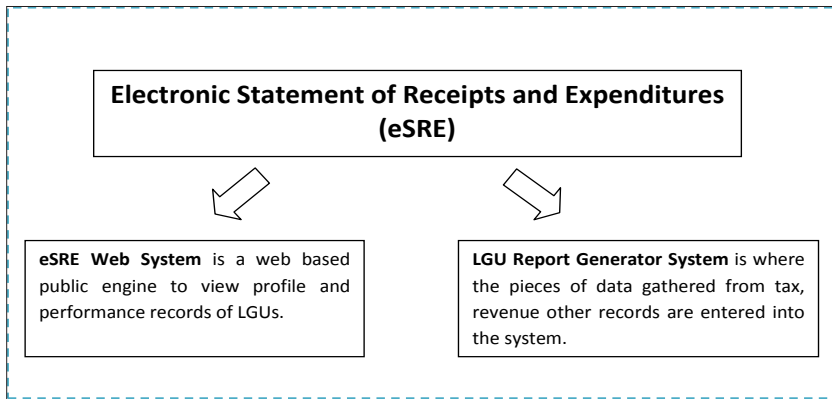 Electronic Statement of Receipts and Expenditures
(eSRE)
eSRE Web System is a web based
public engine to view profile and
performance records of LGUs.
LGU Report Generator System is where
the pieces of data gathered from tax,
revenue other records are entered into
the system.